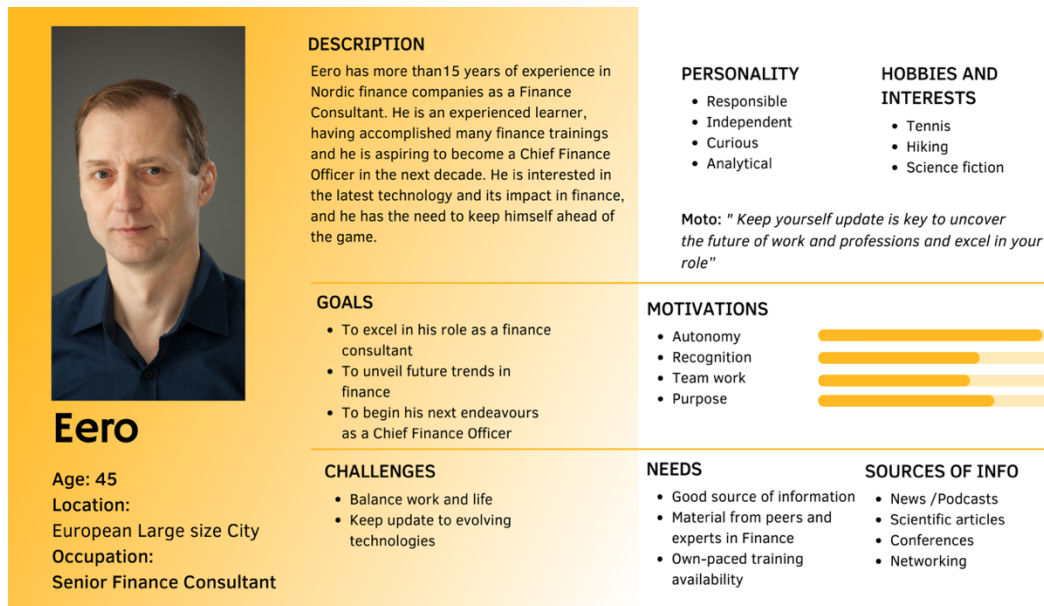 Eero
Age: 45
Location:
European Large size City
Occupation:
Senior Finance Consultant
DESCRIPTION
Eero has more than15 years of experience in
Nordic finance companies as a Finance
Consultant. He is an experienced learner,
having accomplished many finance trainings
and he is aspiring to become a Chief Finance
Officer in the next decade. He is interested in
the latest technology and its impact in finance,
and he has the need to keep himself ahead of
the game.
PERSONALITY
• Responsible
• Independent
• Curious
• Analytical
HOBBIES AND
INTERESTS
• Tennis
• Hiking
• Science fiction
Moto: " Keep yourself update is key to uncover
the future of work and professions and excel in your
role”
GOALS
• To excel in his role as a finance
consultant
• To unveil future trends in
finance
• To begin his next endeavours
as a Chief Finance Officer
MOTIVATIONS
• Autonomy
• Recognition
• Team work
• Purpose
CHALLENGES
• Balance work and life
• Keep update to evolving
technologies
NEEDS
• Good source of information
• Material from peers and
experts in Finance
• Own-paced training
availability
SOURCES OF INFO
• News /Podcasts
• Scientific articles
• Conferences
• Networking